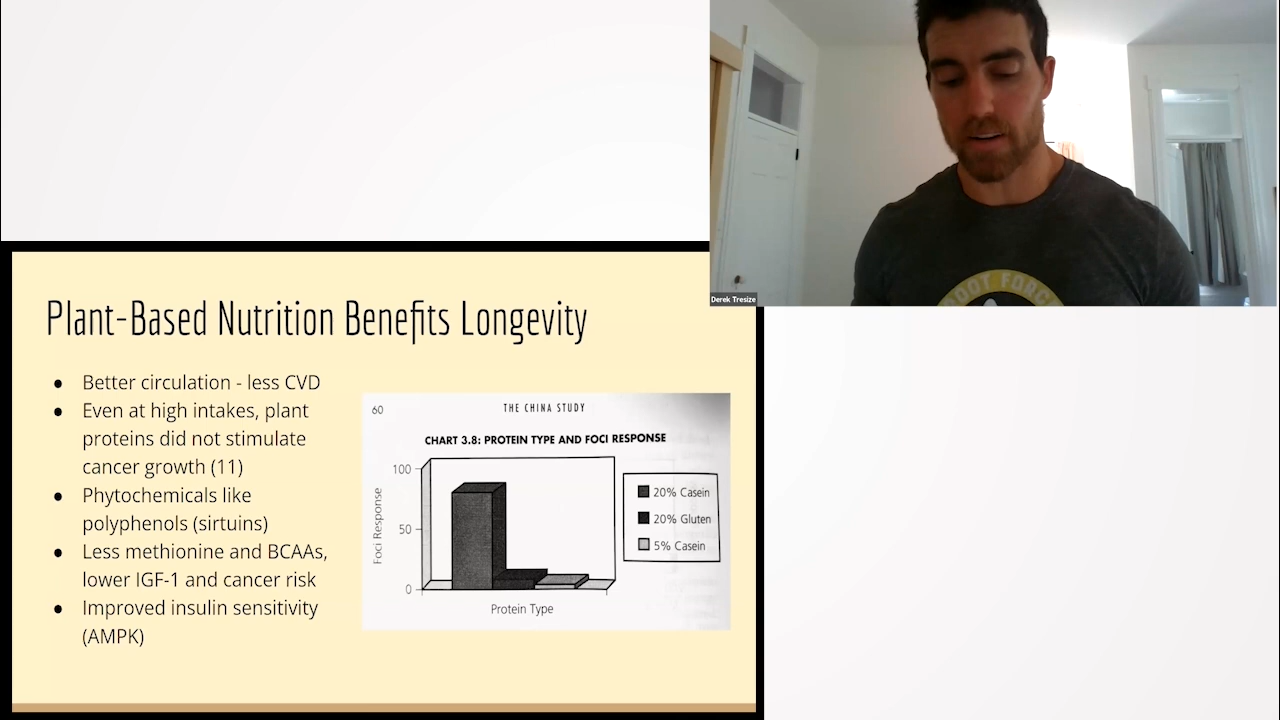 Derek Tresize
OOT FORC
Plant-Based Nutrition Benefits Longevity
● Better circulation - less CVD
● Even at high intakes, plant
proteins did not stimulate
cancer growth (11)
● Phytochemicals like
polyphenols (sirtuins)
● Less methionine and BCAAs,
lower IGF-1 and cancer risk
● Improved insulin sensitivity
(AMPK)
60
THE CHINA STUDY
CHART 3.8: PROTEIN TYPE AND FOCI RESPONSE
100
50
0
Foci Response
Protein Type
20% Casein
20% Gluten
5% Casein